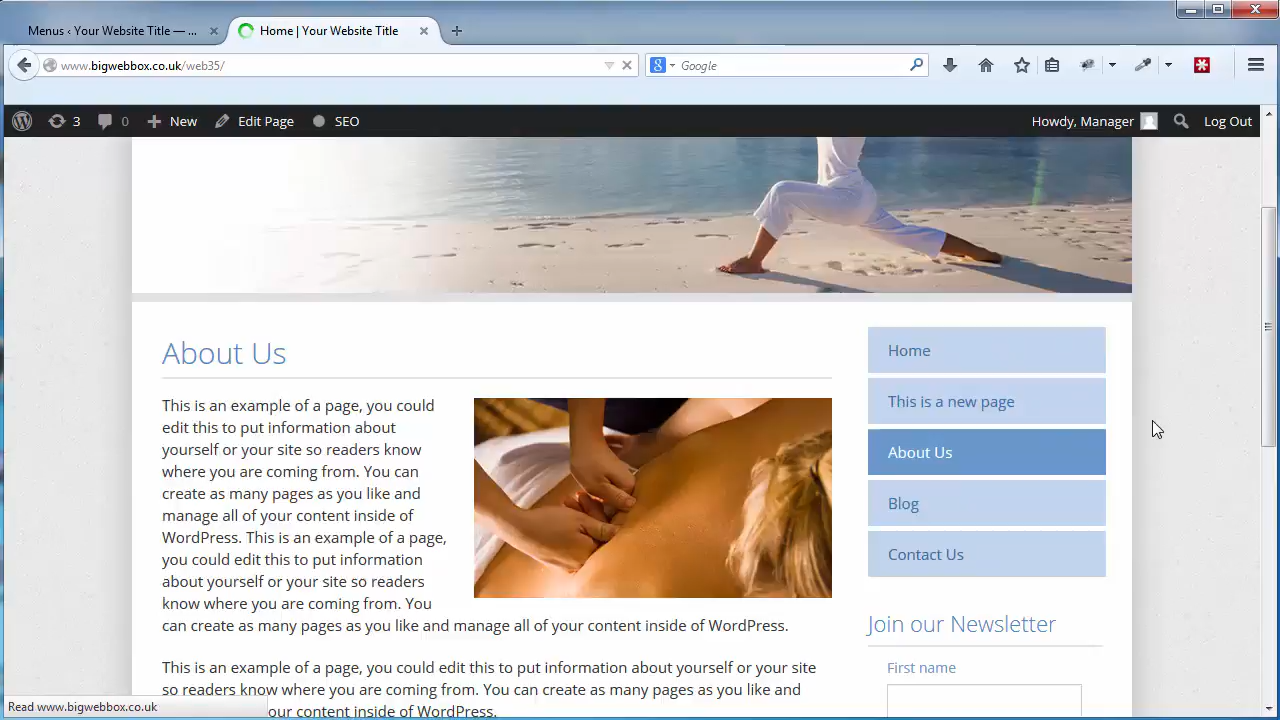 Menus ‹ Your Website Title — ...
Home | Your Website Title
www.bigwebbox.co.uk/web35/
Google
3
0
New
Edit Page
SEO
Howdy, Manager
Log Out
About Us
This is an example of a page, you could
edit this to put information about
yourself or your site so readers know
where you are coming from. You can
create as many pages as you like and
manage all of your content inside of
WordPress. This is an example of a page,
you could edit this to put information
about yourself or your site so readers
know where you are coming from. You
can create as many pages as you like and manage all of your content inside of WordPress.
This is an example of a page, you could edit this to put information about yourself or your site
so readers know where you are coming from. You can create as many pages as you like and
our content inside of WordPress.
Home
This is a new page
About Us
Blog
Contact Us
Join our Newsletter
First name
Read www.bigwebbox.co.uk